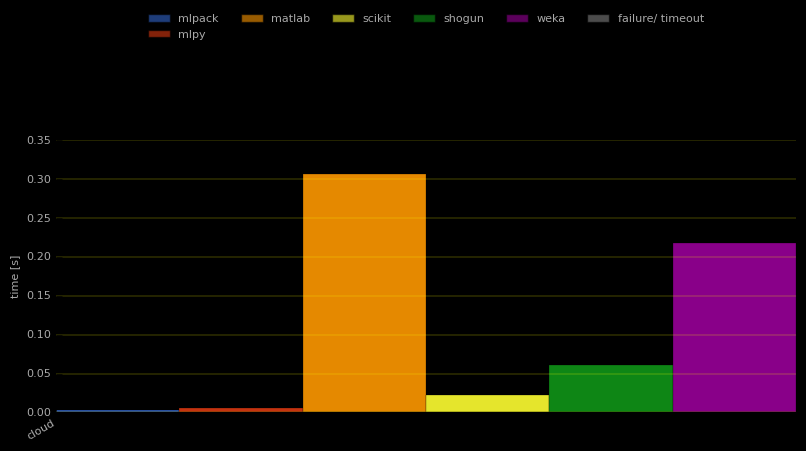 mlpack matlab scikit shogun weka failure/ timeout
mlpy
0.35
0.30
0.25
0.20
0.15
0.10
0.05
0.00
time [s]
cloud